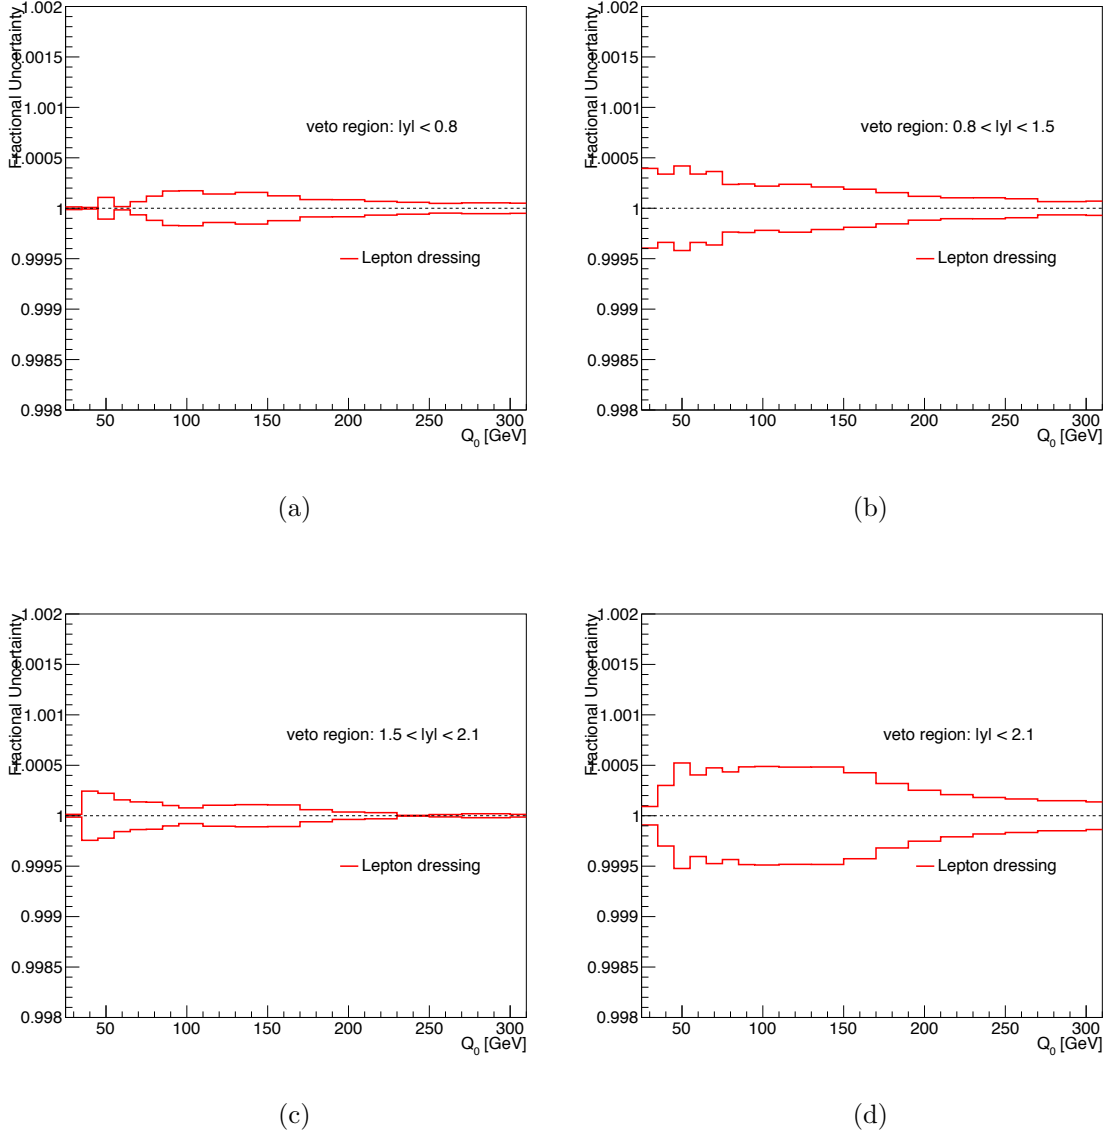 Fractional Uncertainty
1.002
1.0015
1.001
1.0005
1
0.9995
0.999
0.9985
0.998
veto region: |y| < 0.8
Lepton dressing
50 100 150 200 250 300
Q0 [GeV]
(a)
Fractional Uncertainty
1.002
1.0015
1.001
1.0005
1
0.9995
0.999
0.9985
0.998
veto region: 0.8 < |y| < 1.5
Lepton dressing
50 100 150 200 250 300
Q0 [GeV]
(b)
Fractional Uncertainty
1.002
1.0015
1.001
1.0005
1
0.9995
0.999
0.9985
0.998
veto region: 1.5 < |y| < 2.1
Lepton dressing
50 100 150 200 250 300
Q0 [GeV]
(c)
Fractional Uncertainty
1.002
1.0015
1.001
1.0005
1
0.9995
0.999
0.9985
0.998
veto region: |y| < 2.1
Lepton dressing
50 100 150 200 250 300
Q0 [GeV]
(d)